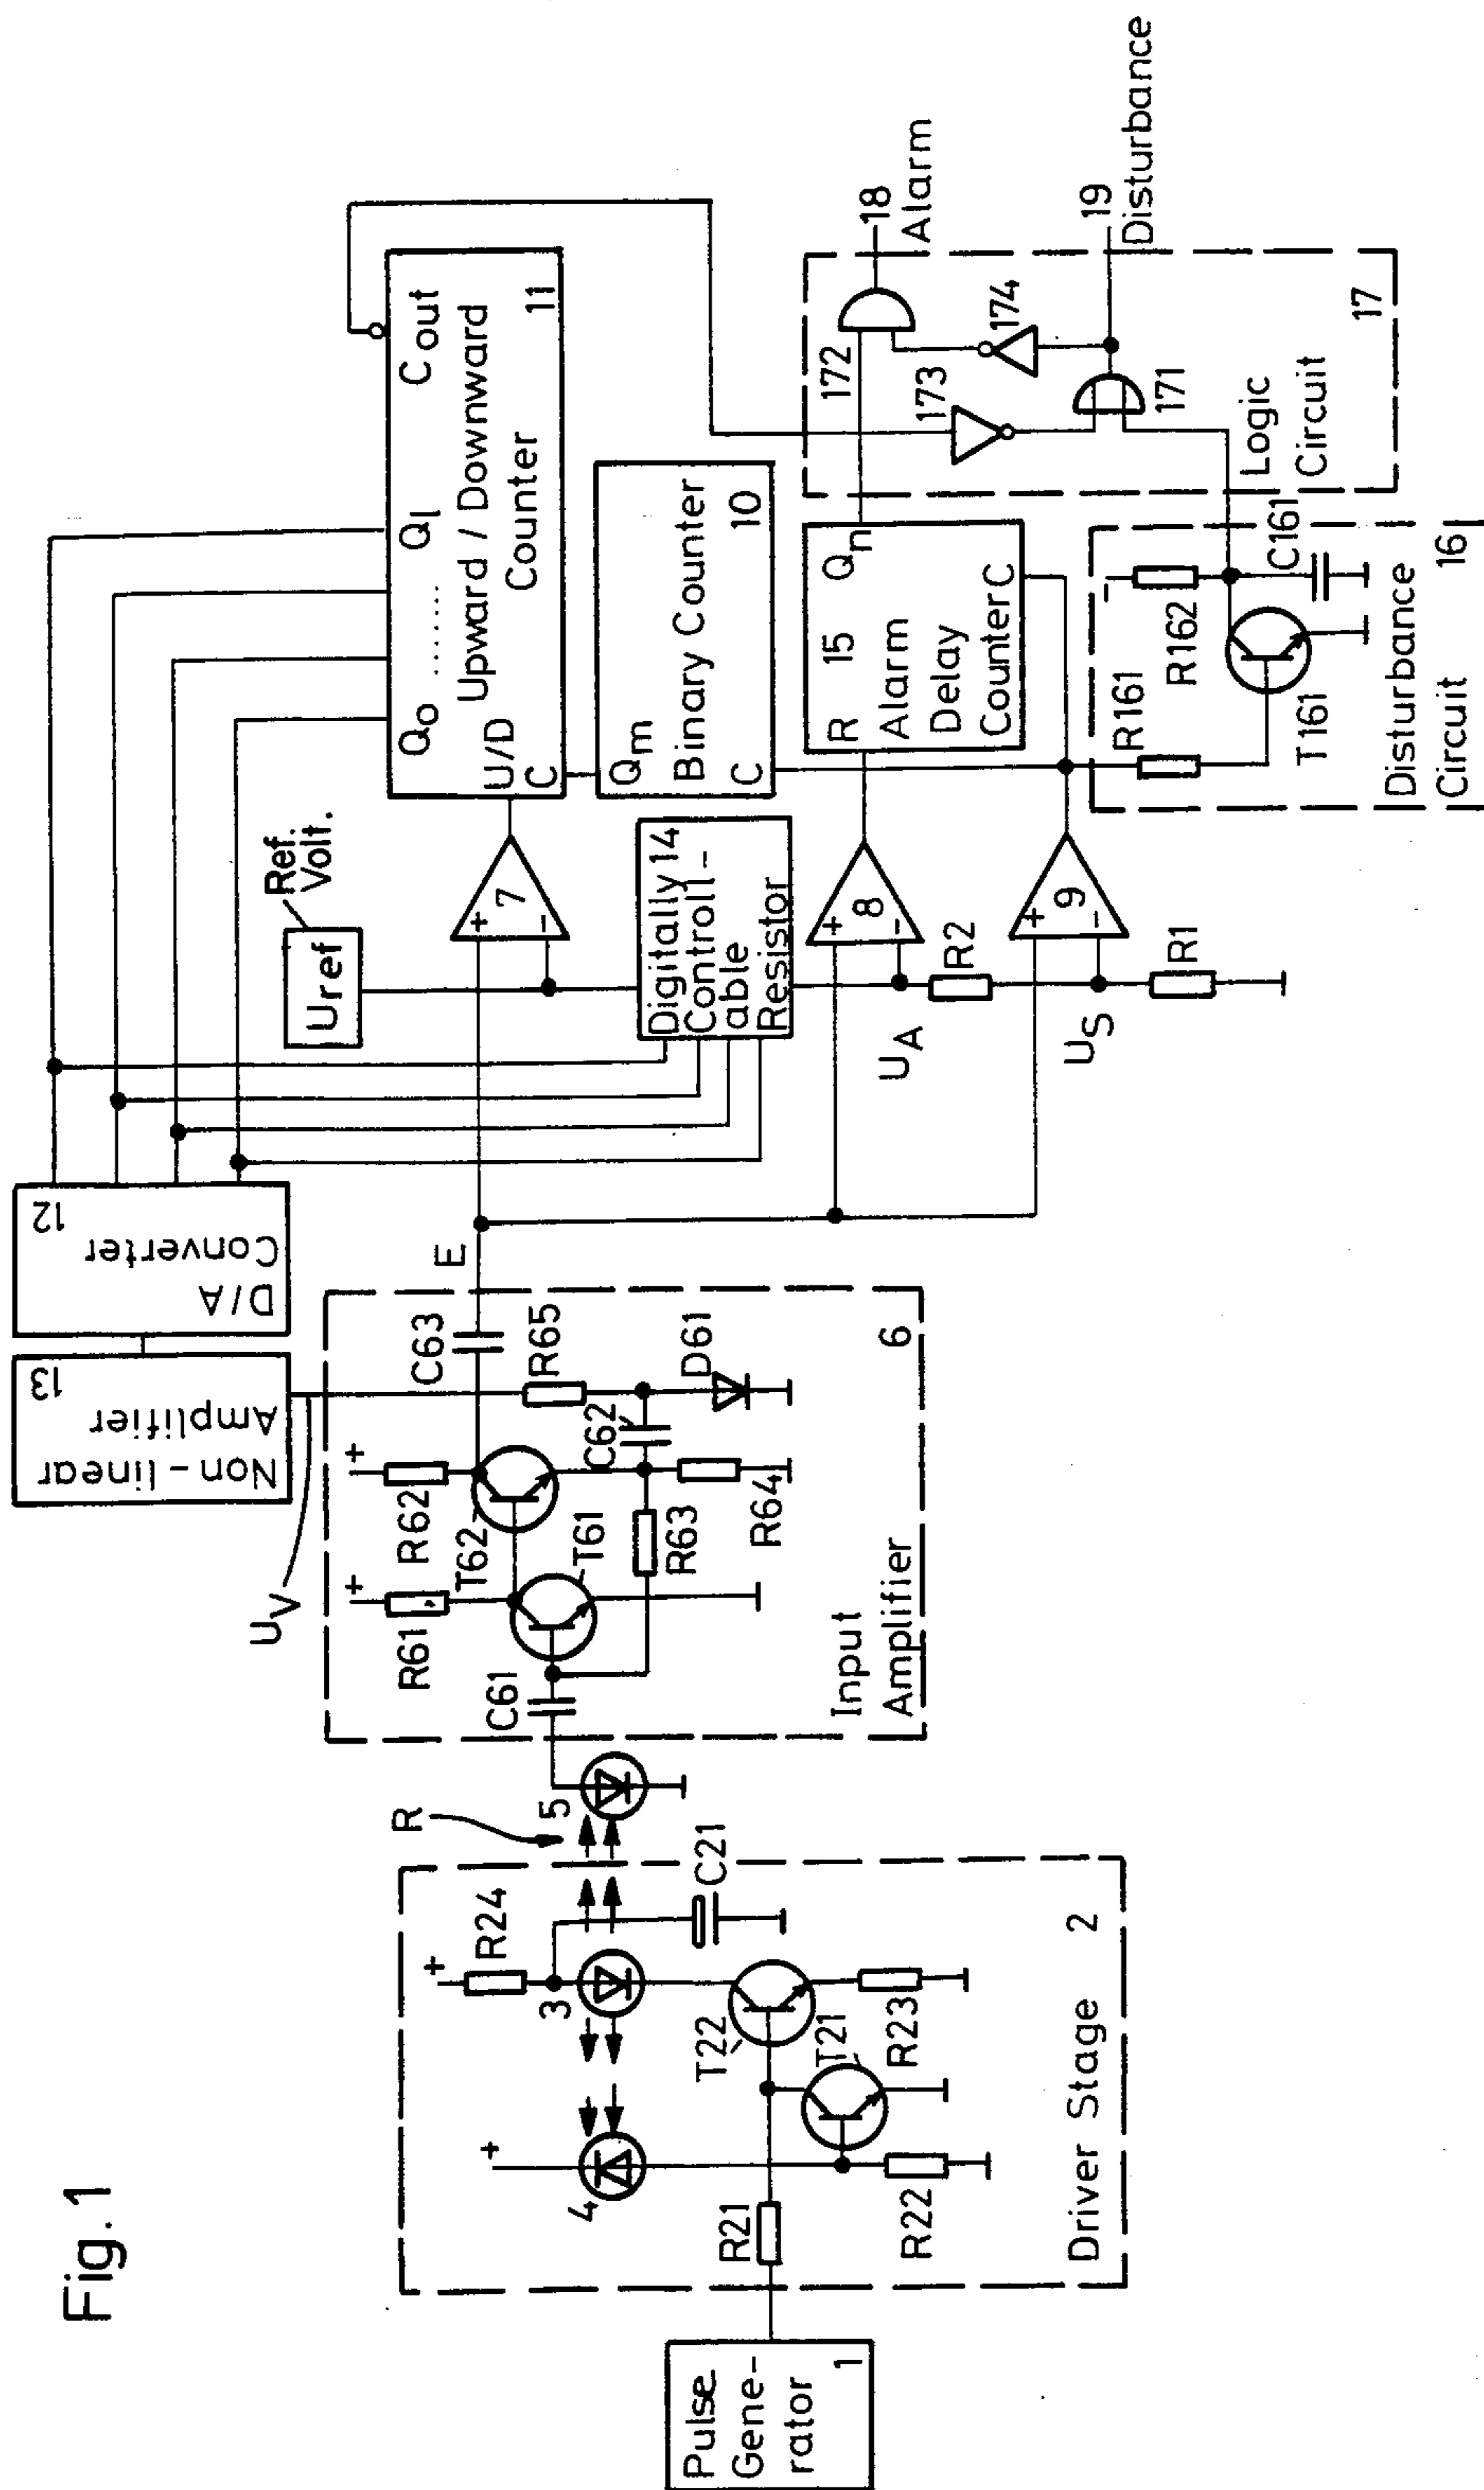 Fig. 1
Pulse
Gene-
rator
1
R21
4
+
R22
3
+
R24
T22
T21
R23
C21
Driver Stage 2
R
5
C61
R61
+
T61
T62
R62
+
R63
R64
C62
C63
R65
D61
Input
Amplifier
6
UV
Non-linear
Amplifier
13
D/A
Converter
12
E
Uref
Ref.
Volt.
+
7
-
Digitally 14
Controll-
able
Resistor
UA
+
8
-
R2
US
+
9
-
R1
Qo ....... Ql Cout
U/D
Upward / Downward
Counter
C
11
Qm
Binary Counter
C
10
R 15 Qn
Alarm
Delay
Counter C
R161
R162
T161
C161
Disturbance
Circuit 16
172
173
174
171
Logic
Circuit
17
18
Alarm
19
Disturbance